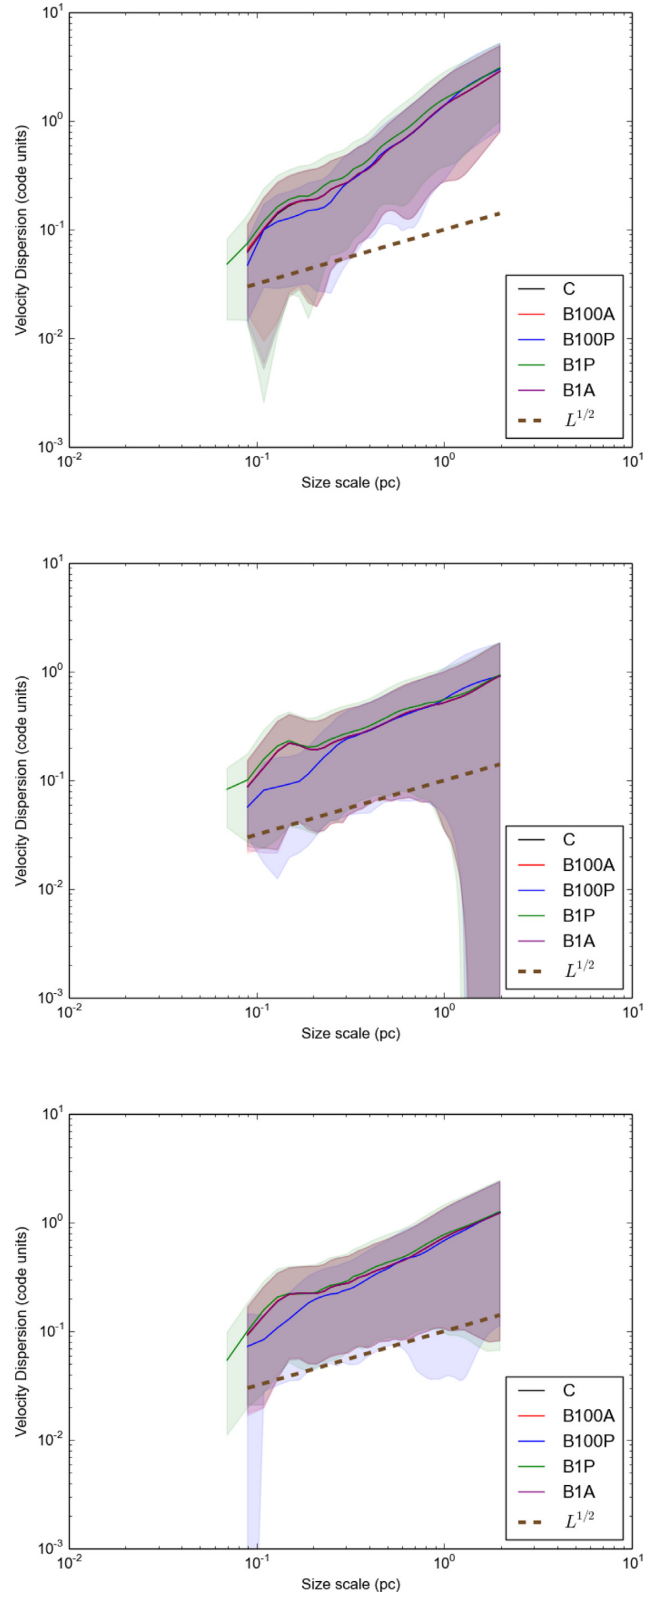 10¹
10⁰
10⁻¹
10⁻²
10⁻³
Velocity Dispersion (code units)
C
B100A
B100P
B1P
B1A
L¹/²
10⁻² 10⁻¹ 10⁰ 10¹
Size scale (pc)
10¹
10⁰
10⁻¹
10⁻²
10⁻³
Velocity Dispersion (code units)
C
B100A
B100P
B1P
B1A
L¹/²
10⁻² 10⁻¹ 10⁰ 10¹
Size scale (pc)
10¹
10⁰
10⁻¹
10⁻²
10⁻³
Velocity Dispersion (code units)
C
B100A
B100P
B1P
B1A
L¹/²
10⁻² 10⁻¹ 10⁰ 10¹
Size scale (pc)